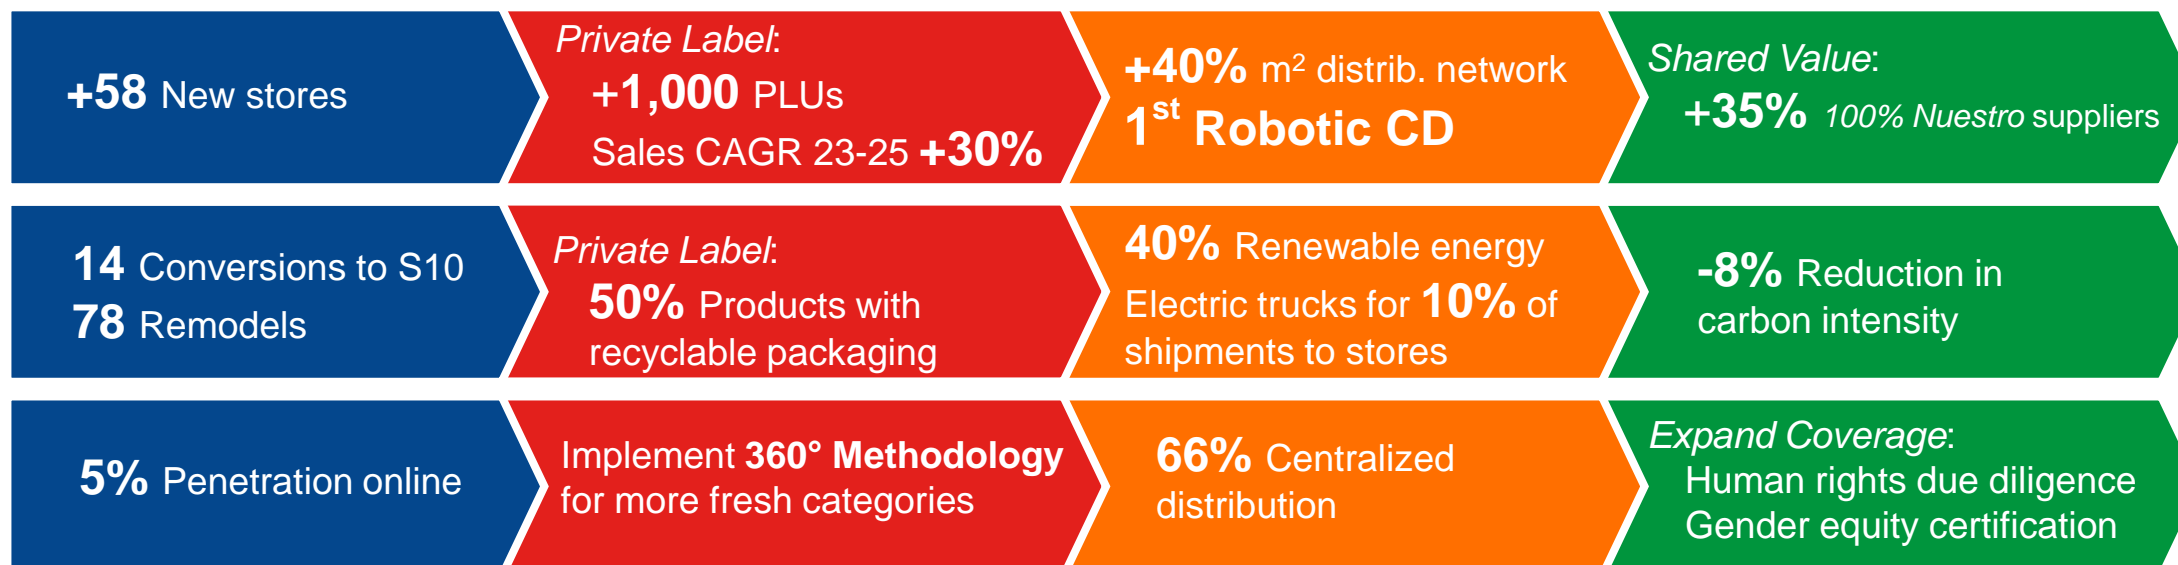 +58 New stores
Private Label:
+1,000 PLUs
Sales CAGR 23-25 +30%
+40% m² distrib. network
1st Robotic CD
Shared Value:
+35% 100% Nuestro suppliers
14 Conversions to S10
78 Remodels
Private Label:
50% Products with
recyclable packaging
40% Renewable energy
Electric trucks for 10% of
shipments to stores
-8% Reduction in
carbon intensity
5% Penetration online
Implement 360° Methodology
for more fresh categories
66% Centralized
distribution
Expand Coverage:
Human rights due diligence
Gender equity certification